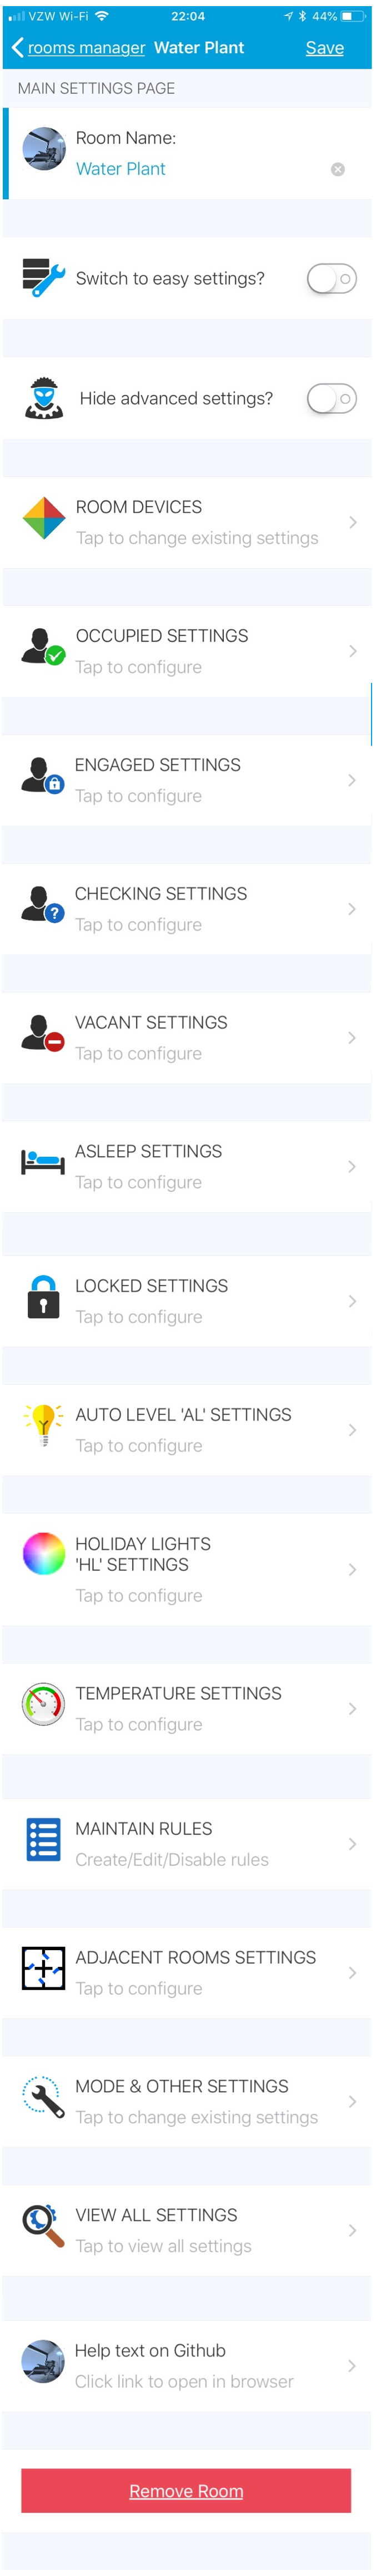 VZW Wi-Fi 22:04 44%
rooms manager Water Plant Save
MAIN SETTINGS PAGE
Room Name:
Water Plant
Switch to easy settings?
Hide advanced settings?
ROOM DEVICES
Tap to change existing settings
OCCUPIED SETTINGS
Tap to configure
ENGAGED SETTINGS
Tap to configure
CHECKING SETTINGS
Tap to configure
VACANT SETTINGS
Tap to configure
ASLEEP SETTINGS
Tap to configure
LOCKED SETTINGS
Tap to configure
AUTO LEVEL 'AL' SETTINGS
Tap to configure
HOLIDAY LIGHTS
'HL' SETTINGS
Tap to configure
TEMPERATURE SETTINGS
Tap to configure
MAINTAIN RULES
Create/Edit/Disable rules
ADJACENT ROOMS SETTINGS
Tap to configure
MODE & OTHER SETTINGS
Tap to change existing settings
VIEW ALL SETTINGS
Tap to view all settings
Help text on Github
Click link to open in browser
Remove Room